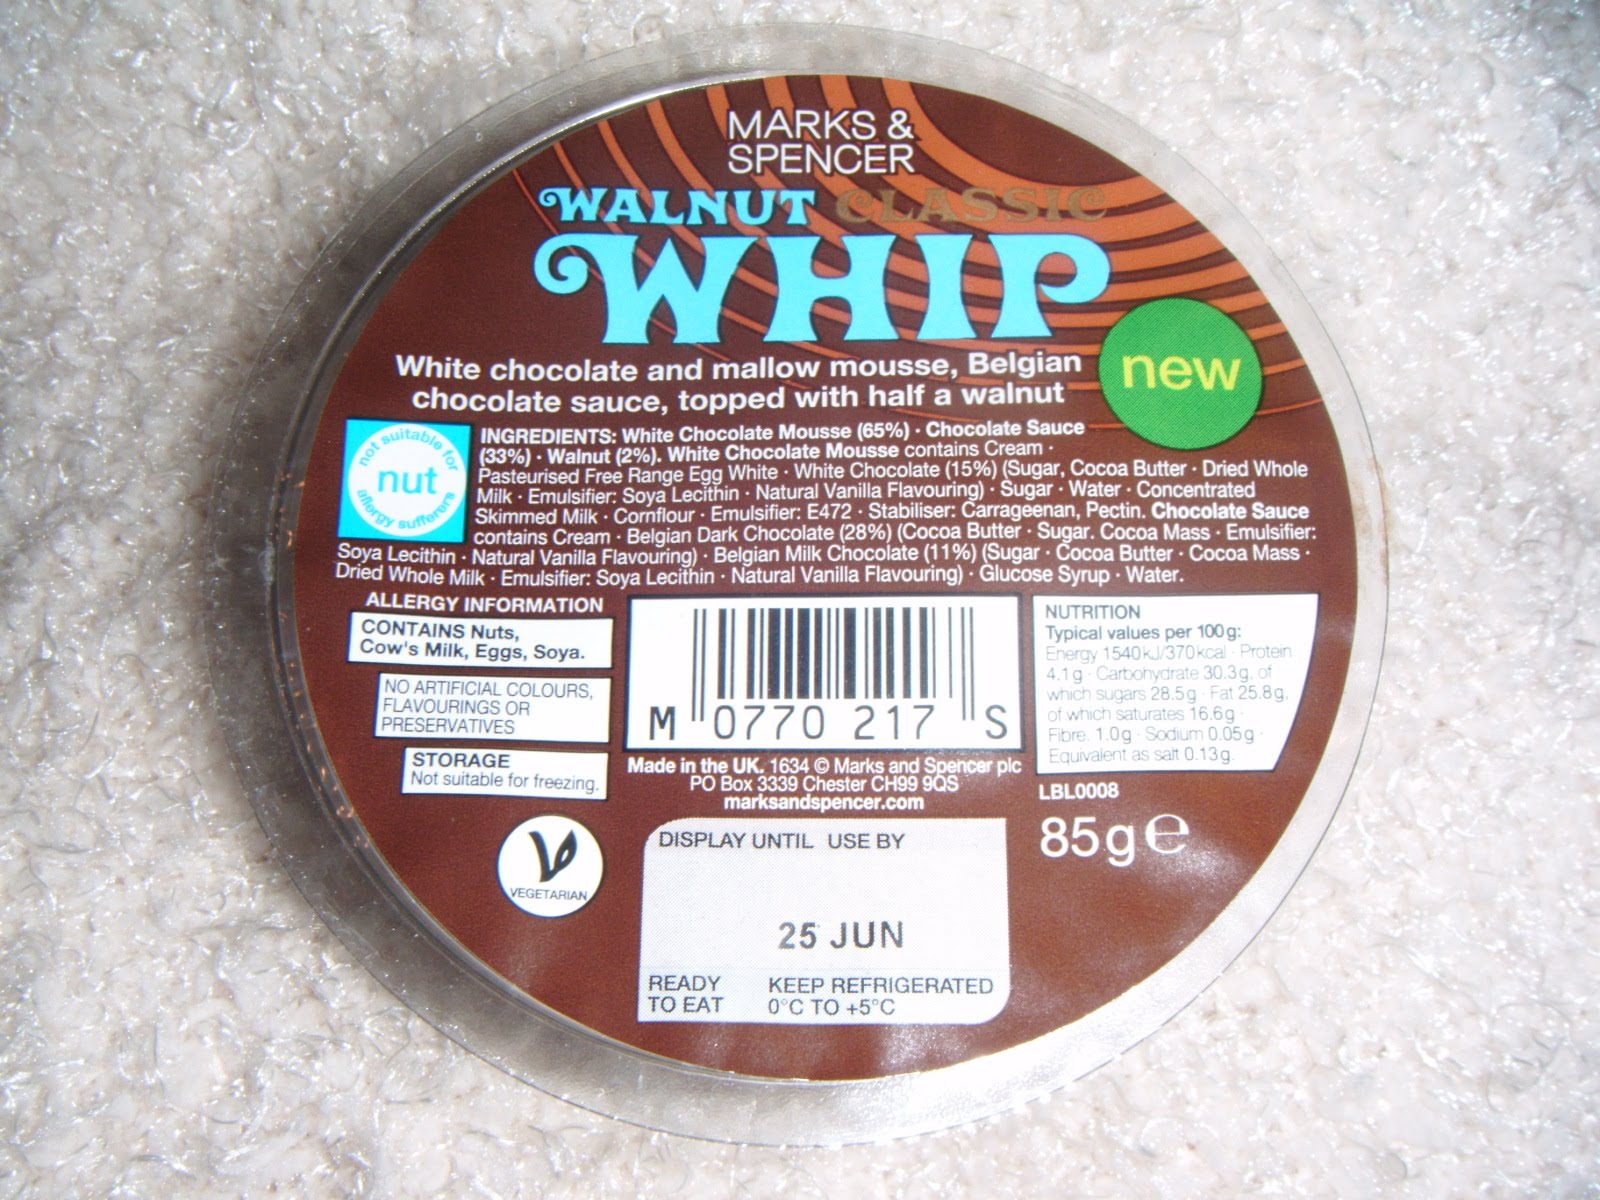 MARKS &
SPENCER
WALNUT CLASSIC
WHIP
White chocolate and mallow mousse, Belgian
chocolate sauce, topped with half a walnut
new
not suitable for
nut
allergy sufferers
INGREDIENTS: White Chocolate Mousse (65%) · Chocolate Sauce
(33%) · Walnut (2%). White Chocolate Mousse contains Cream ·
Pasteurised Free Range Egg White · White Chocolate (15%) (Sugar, Cocoa Butter · Dried Whole
Milk · Emulsifier: Soya Lecithin · Natural Vanilla Flavouring) · Sugar · Water · Concentrated
Skimmed Milk · Cornflour · Emulsifier: E472 · Stabiliser: Carrageenan, Pectin. Chocolate Sauce
contains Cream · Belgian Dark Chocolate (28%) (Cocoa Butter · Sugar. Cocoa Mass · Emulsifier:
Soya Lecithin · Natural Vanilla Flavouring) · Belgian Milk Chocolate (11%) (Sugar · Cocoa Butter · Cocoa Mass ·
Dried Whole Milk · Emulsifier: Soya Lecithin · Natural Vanilla Flavouring) · Glucose Syrup · Water.
ALLERGY INFORMATION
CONTAINS Nuts,
Cow's Milk, Eggs, Soya.
NO ARTIFICIAL COLOURS,
FLAVOURINGS OR
PRESERVATIVES
STORAGE
Not suitable for freezing.
VEGETARIAN
M 0770 217 S
Made in the UK. 1634 © Marks and Spencer plc
PO Box 3339 Chester CH99 9QS
marksandspencer.com
NUTRITION
Typical values per 100g:
Energy 1540kJ/370kcal · Protein
4.1g · Carbohydrate 30.3g, of
which sugars 28.5g · Fat 25.8g,
of which saturates 16.6g ·
Fibre. 1.0g · Sodium 0.05g ·
Equivalent as salt 0.13g.
LBL0008
85g e
DISPLAY UNTIL USE BY
25 JUN
READY
TO EAT
KEEP REFRIGERATED
0°C TO +5°C